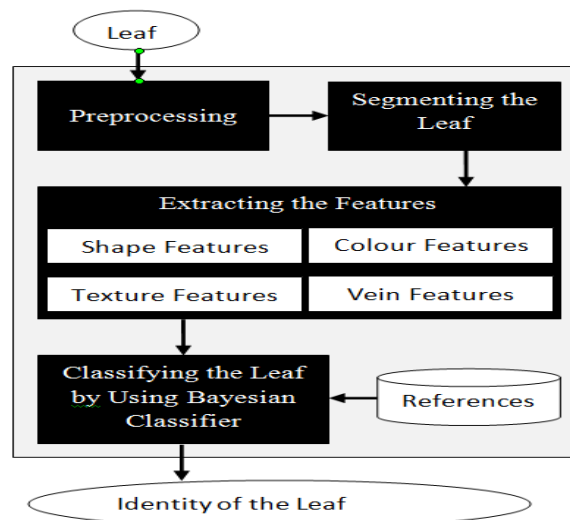 Leaf
Preprocessing
Segmenting the
Leaf
Extracting the Features
Shape Features
Colour Features
Texture Features
Vein Features
Classifying the Leaf
by Using Bayesian
Classifier
References
Identity of the Leaf